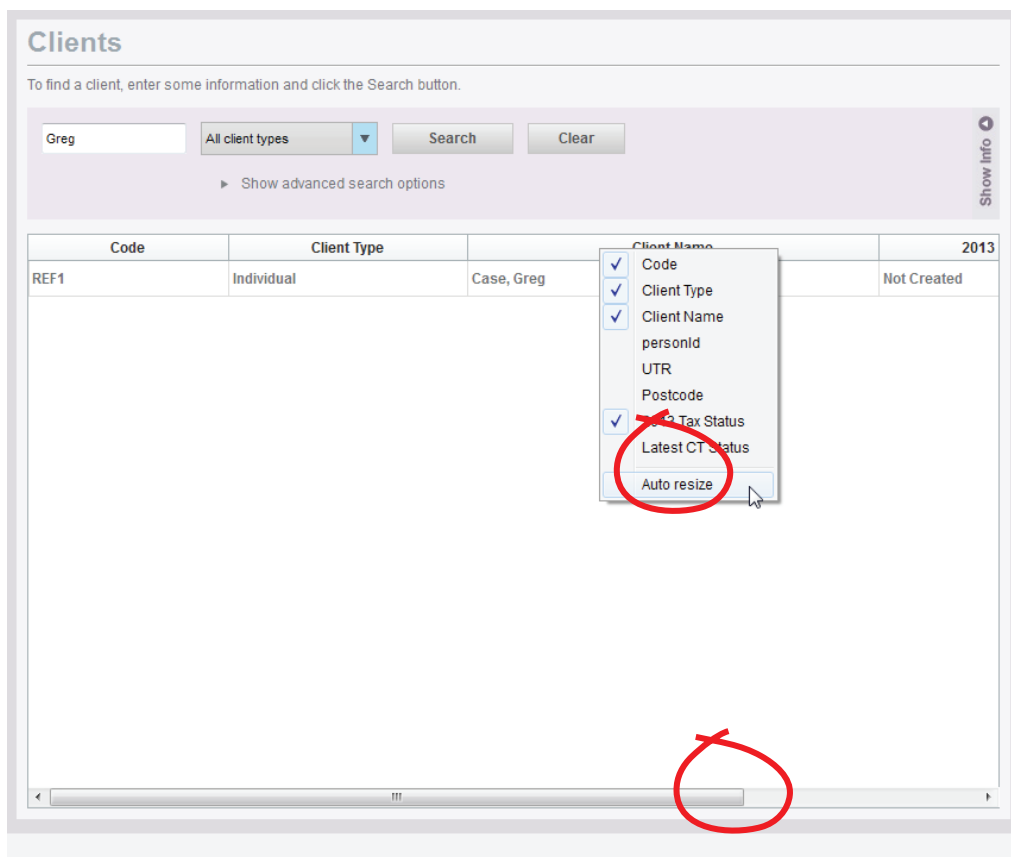 Clients
To find a client, enter some information and click the Search button.
Greg All client types Search Clear
Show advanced search options
Show Info
Code Client Type Client Name 2013
REF1 Individual Case, Greg Not Created
Code
Client Type
Client Name
personId
UTR
Postcode
2013 Tax Status
Latest CT Status
Auto resize